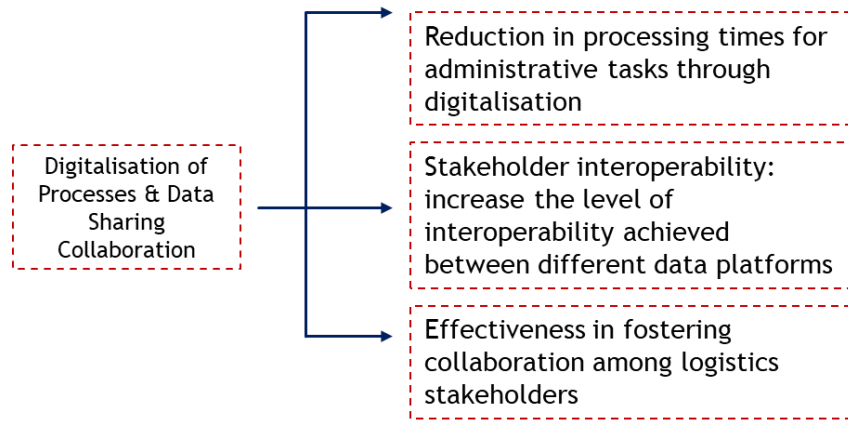 Digitalisation of
Processes & Data
Sharing
Collaboration
Reduction in processing times for
administrative tasks through
digitalisation
Stakeholder interoperability:
increase the level of
interoperability achieved
between different data platforms
Effectiveness in fostering
collaboration among logistics
stakeholders